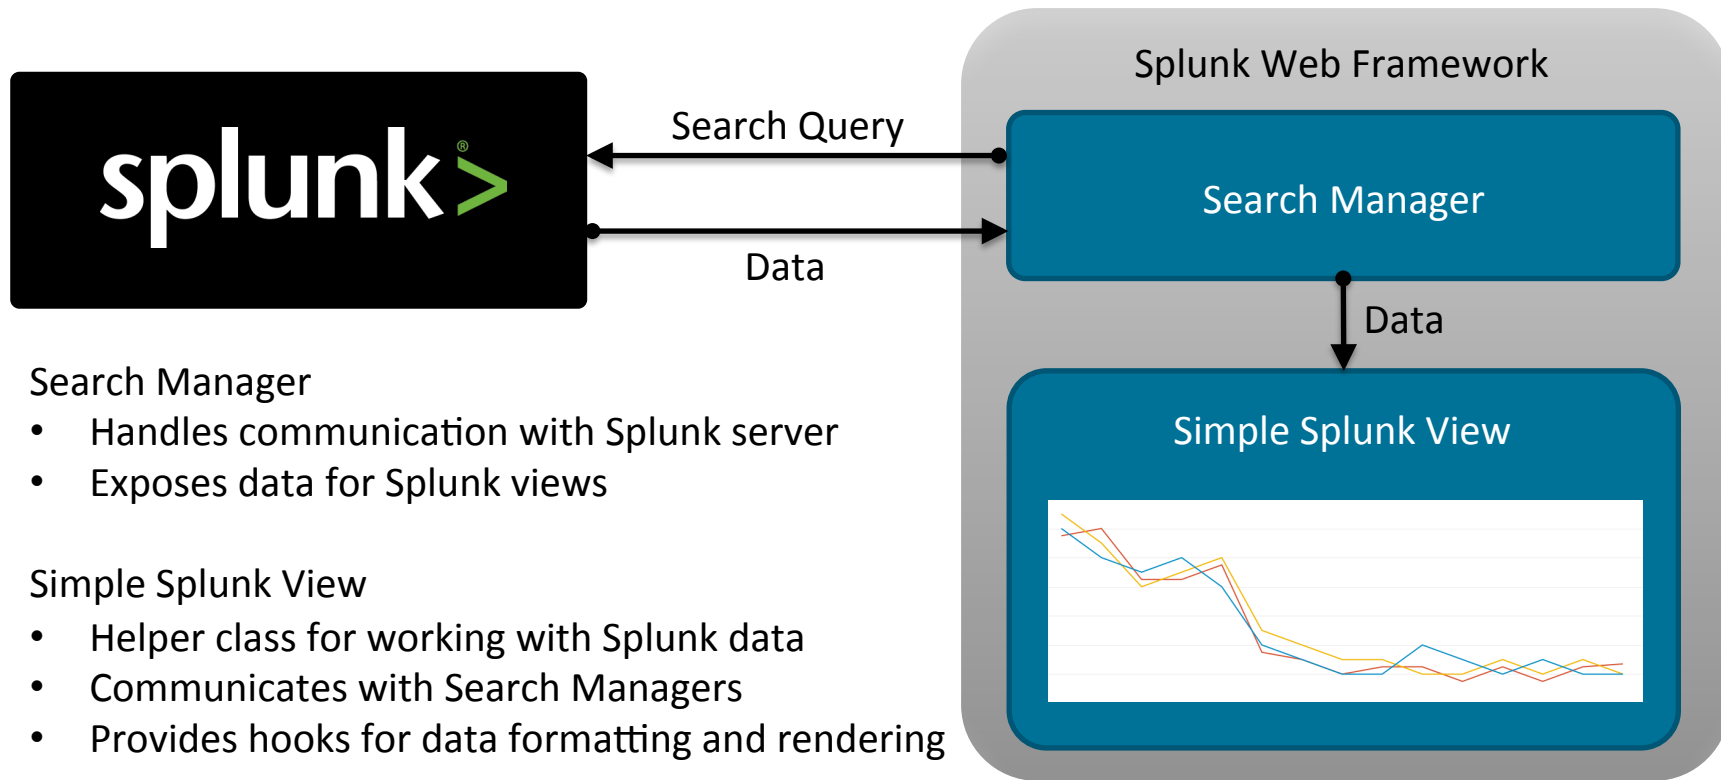 Splunk Web Framework
splunk>®
Search Query
Data
Search Manager
Data
Simple Splunk View
Search Manager
• Handles communication with Splunk server
• Exposes data for Splunk views
Simple Splunk View
• Helper class for working with Splunk data
• Communicates with Search Managers
• Provides hooks for data formatting and rendering